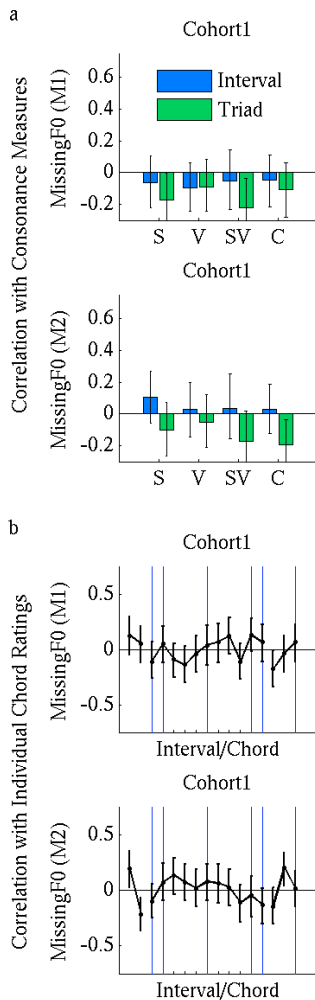 a
Cohort1
Correlation with Consonance Measures
MissingF0 (M1)
0.6
0.4
0.2
0
-0.2
Interval
Triad
S V SV C
Cohort1
MissingF0 (M2)
0.6
0.4
0.2
0
-0.2
S V SV C
b
Cohort1
Correlation with Individual Chord Ratings
MissingF0 (M1)
0.5
0
-0.5
Interval/Chord
Cohort1
MissingF0 (M2)
0.5
0
-0.5
Interval/Chord